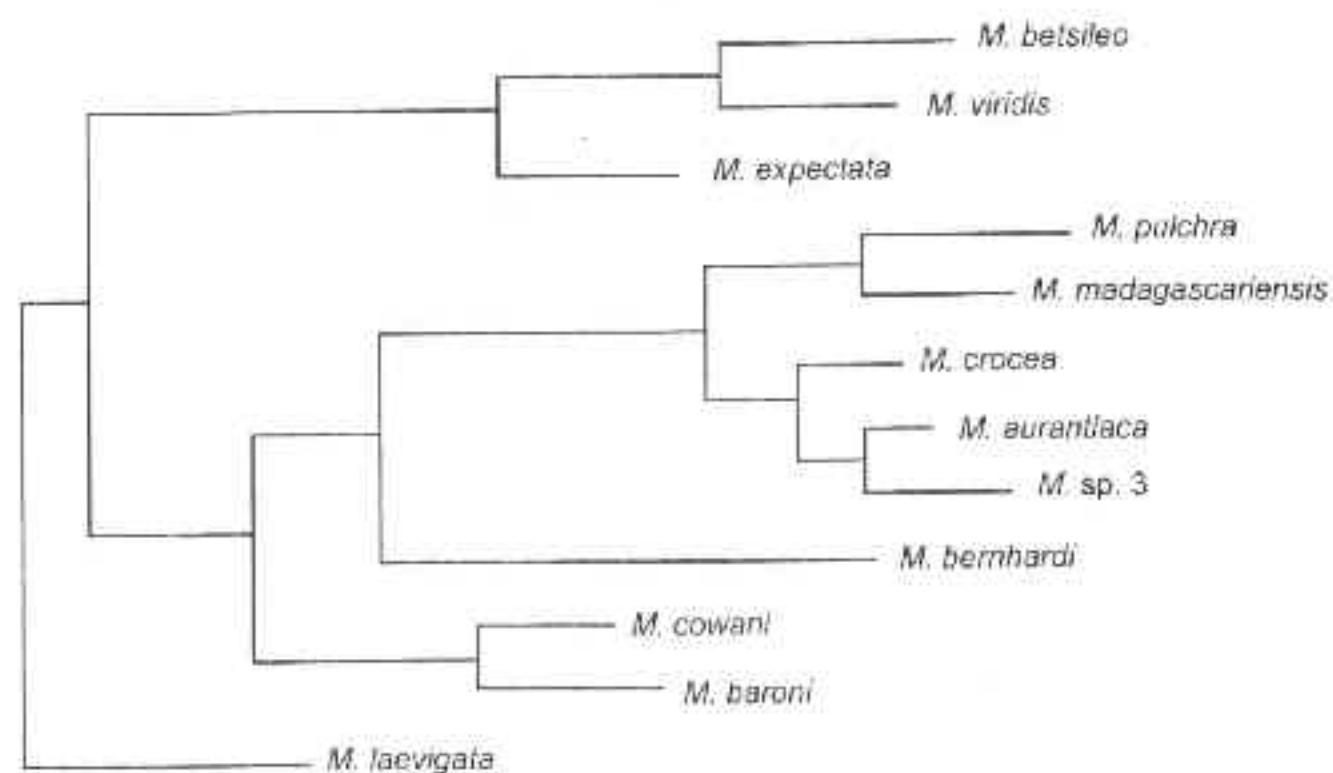 M. betsileo
M. viridis
M. expectata
M. pulchra
M. madagascariensis
M. crocea
M. aurantiaca
M. sp. 3
M. bernhardi
M. cowani
M. baroni
M. laevigata